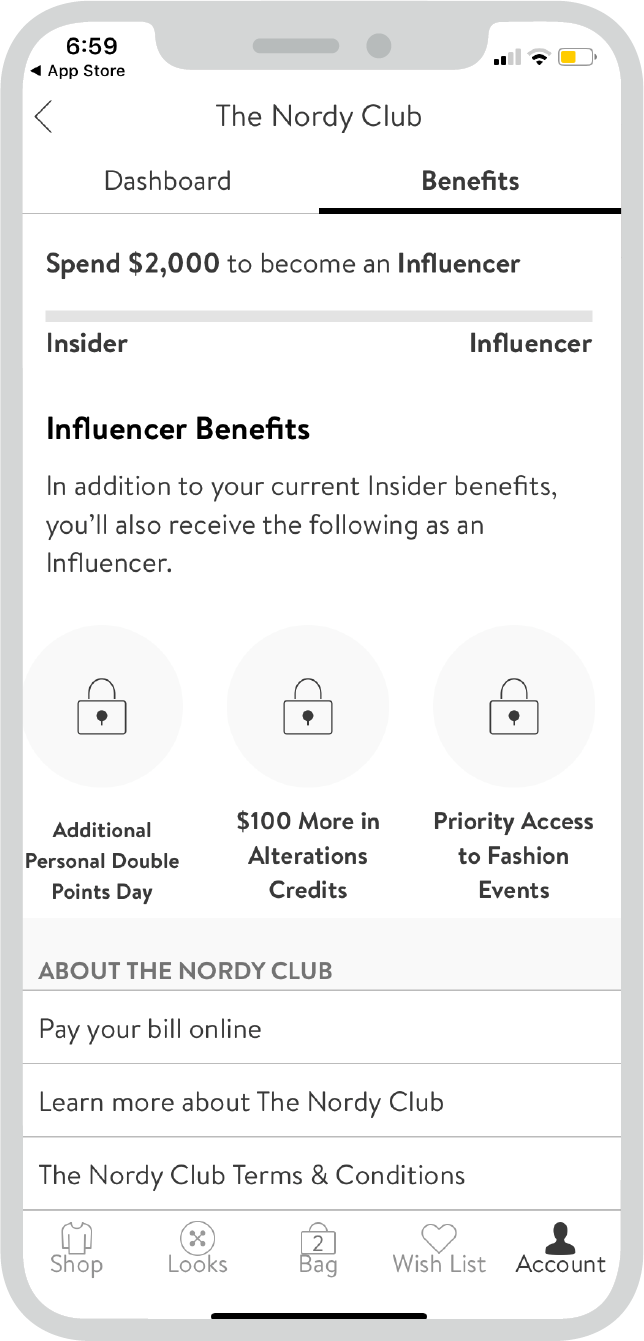 6:59
◀ App Store
The Nordy Club
Dashboard
Benefits
Spend $2,000 to become an Influencer
Insider
Influencer
Influencer Benefits
In addition to your current Insider benefits,
you’ll also receive the following as an
Influencer.
Additional
Personal Double
Points Day
$100 More in
Alterations
Credits
Priority Access
to Fashion
Events
ABOUT THE NORDY CLUB
Pay your bill online
Learn more about The Nordy Club
The Nordy Club Terms & Conditions
Shop
Looks
2
Bag
Wish List
Account